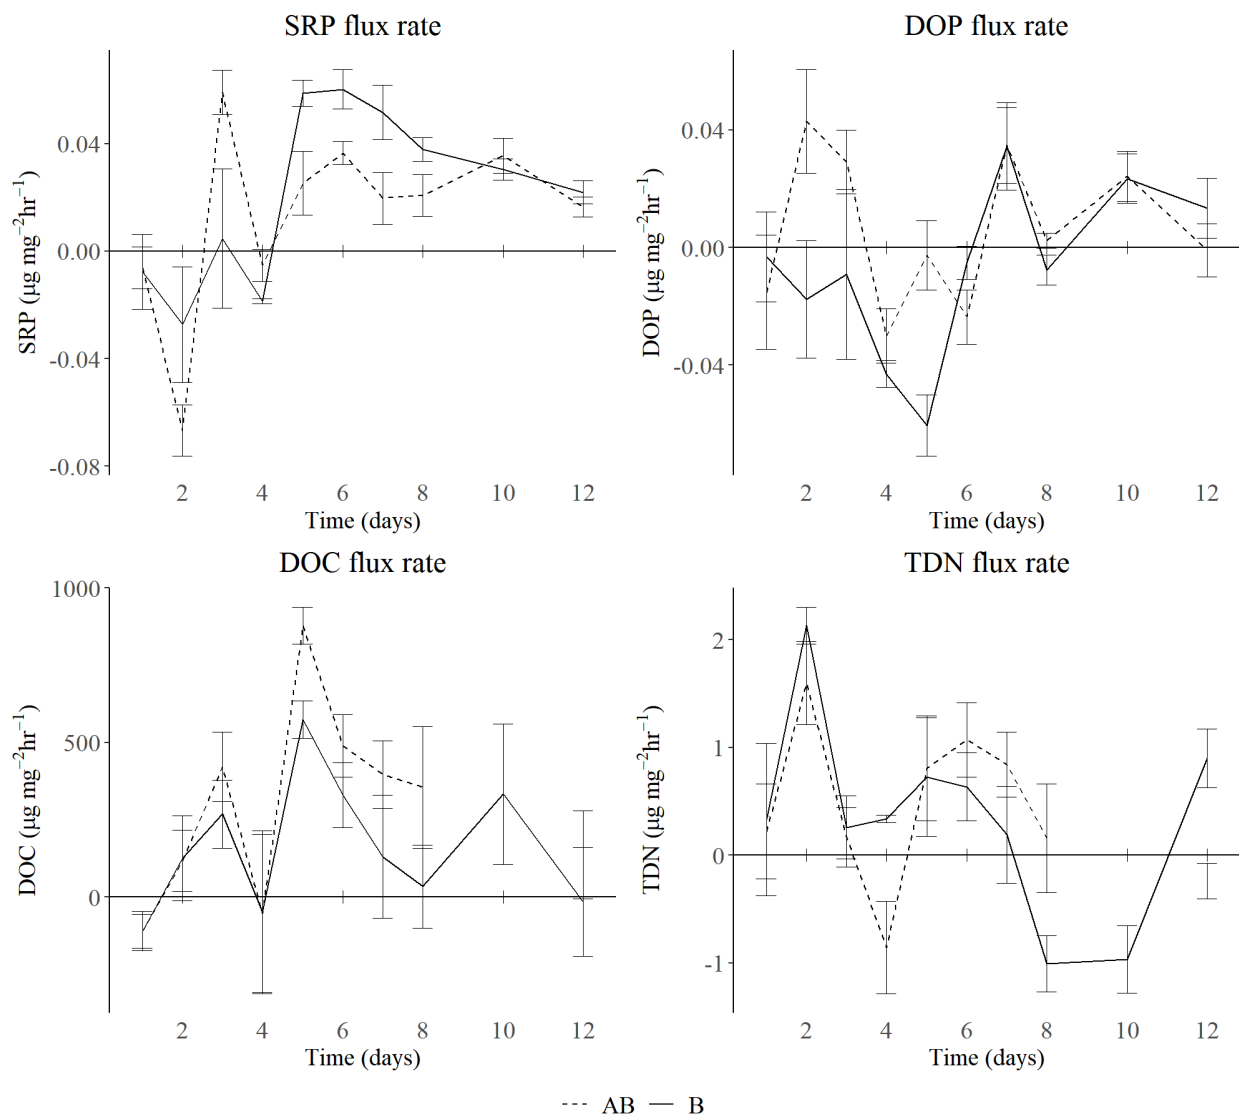 SRP flux rate
SRP (µg mg⁻²hr⁻¹)
0.04
0.00
-0.04
-0.08
2 4 6 8 10 12
Time (days)
DOP flux rate
DOP (µg mg⁻²hr⁻¹)
0.04
0.00
-0.04
2 4 6 8 10 12
Time (days)
DOC flux rate
DOC (µg mg⁻²hr⁻¹)
1000
500
0
2 4 6 8 10 12
Time (days)
TDN flux rate
TDN (µg mg⁻²hr⁻¹)
2
1
0
-1
2 4 6 8 10 12
Time (days)
AB B